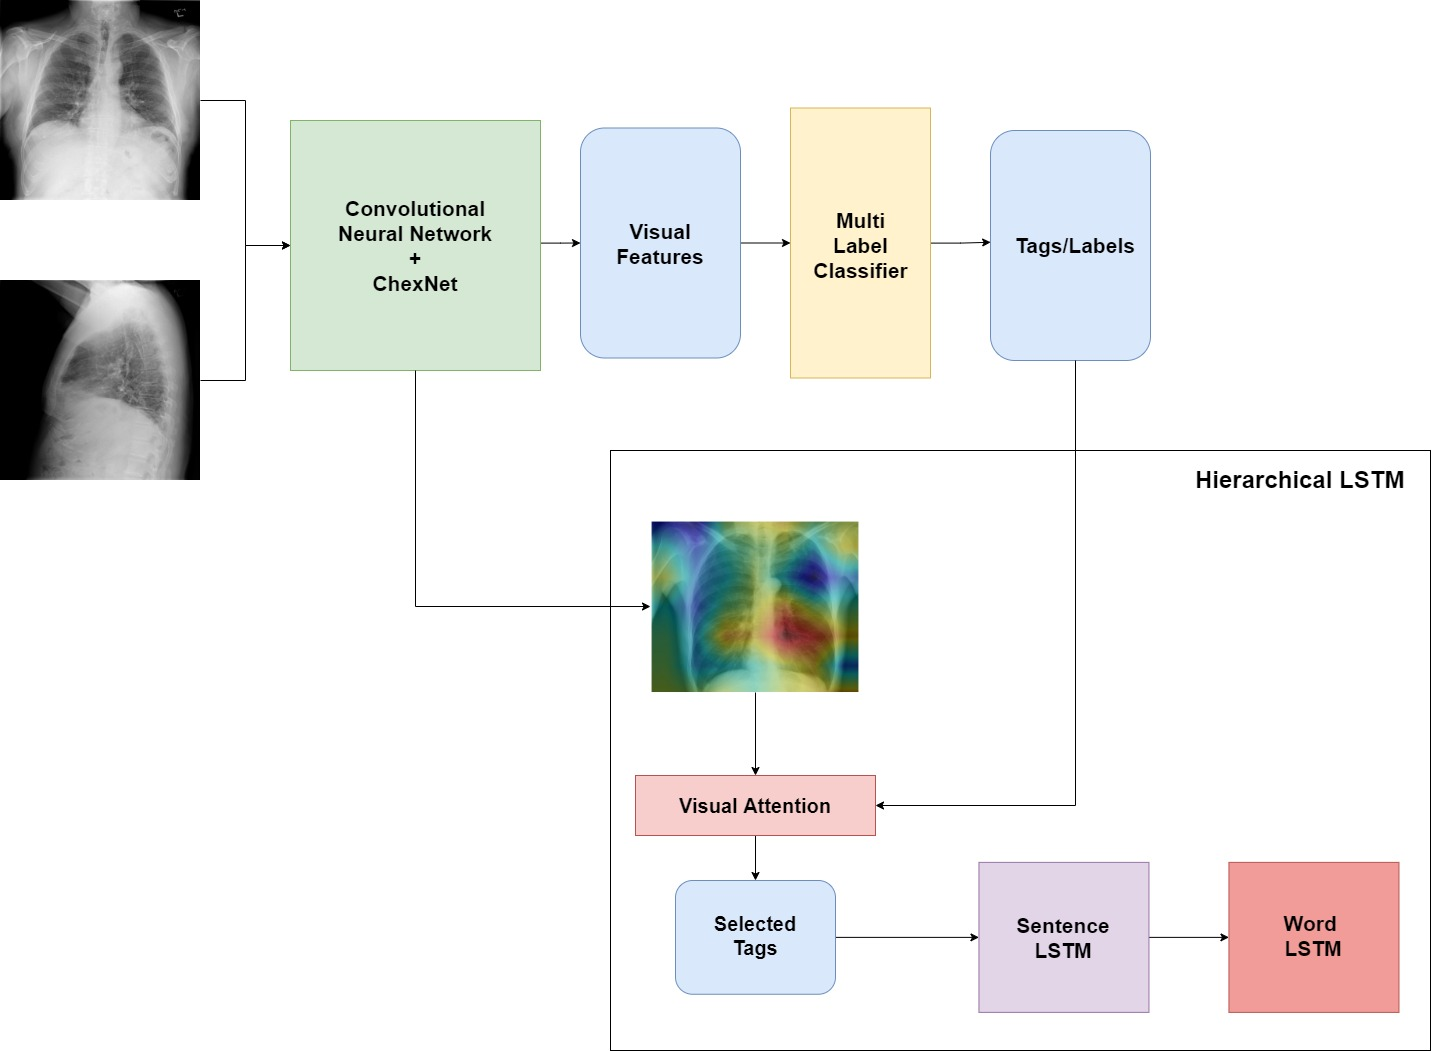 Convolutional
Neural Network
+
ChexNet
Visual
Features
Multi
Label
Classifier
Tags/Labels
Hierarchical LSTM
Visual Attention
Selected
Tags
Sentence
LSTM
Word
LSTM